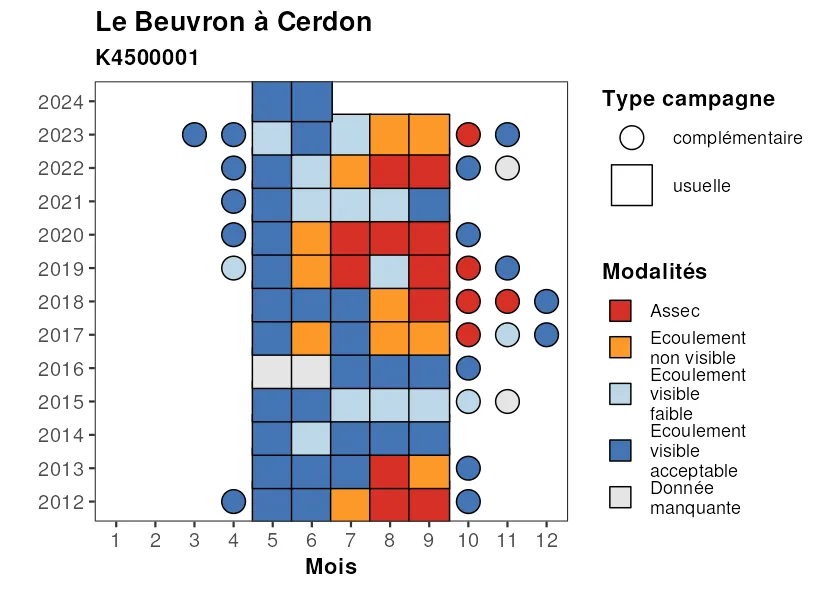 Le Beuvron à Cerdon
K4500001
2024
2023
2022
2021
2020
2019
2018
2017
2016
2015
2014
2013
2012
1 2 3 4 5 6 7 8 9 10 11 12
Mois
Type campagne
complémentaire
usuelle
Modalités
Assec
Ecoulement
non visible
Ecoulement
visible
faible
Ecoulement
visible
acceptable
Donnée
manquante